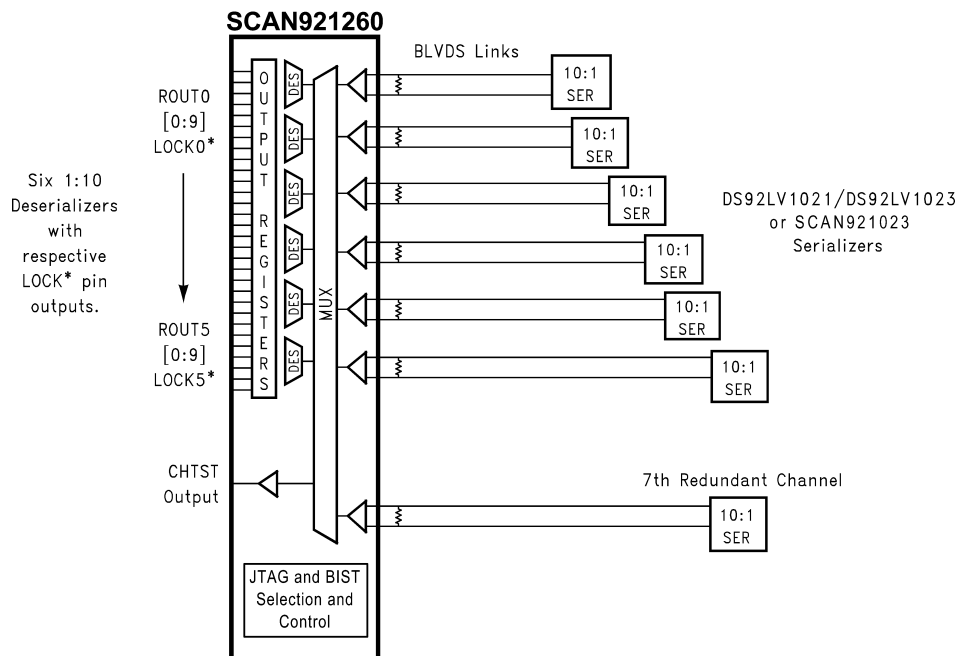 SCAN921260
BLVDS Links
ROUT0
[0:9]
LOCK0*
Six 1:10
Deserializers
with
respective
LOCK* pin
outputs.
ROUT5
[0:9]
LOCK5*
OUTPUT REGISTERS
DES
DES
DES
DES
DES
DES
MUX
10:1
SER
10:1
SER
10:1
SER
10:1
SER
10:1
SER
10:1
SER
DS92LV1021/DS92LV1023
or SCAN921023
Serializers
CHTST
Output
7th Redundant Channel
10:1
SER
JTAG and BIST
Selection and
Control